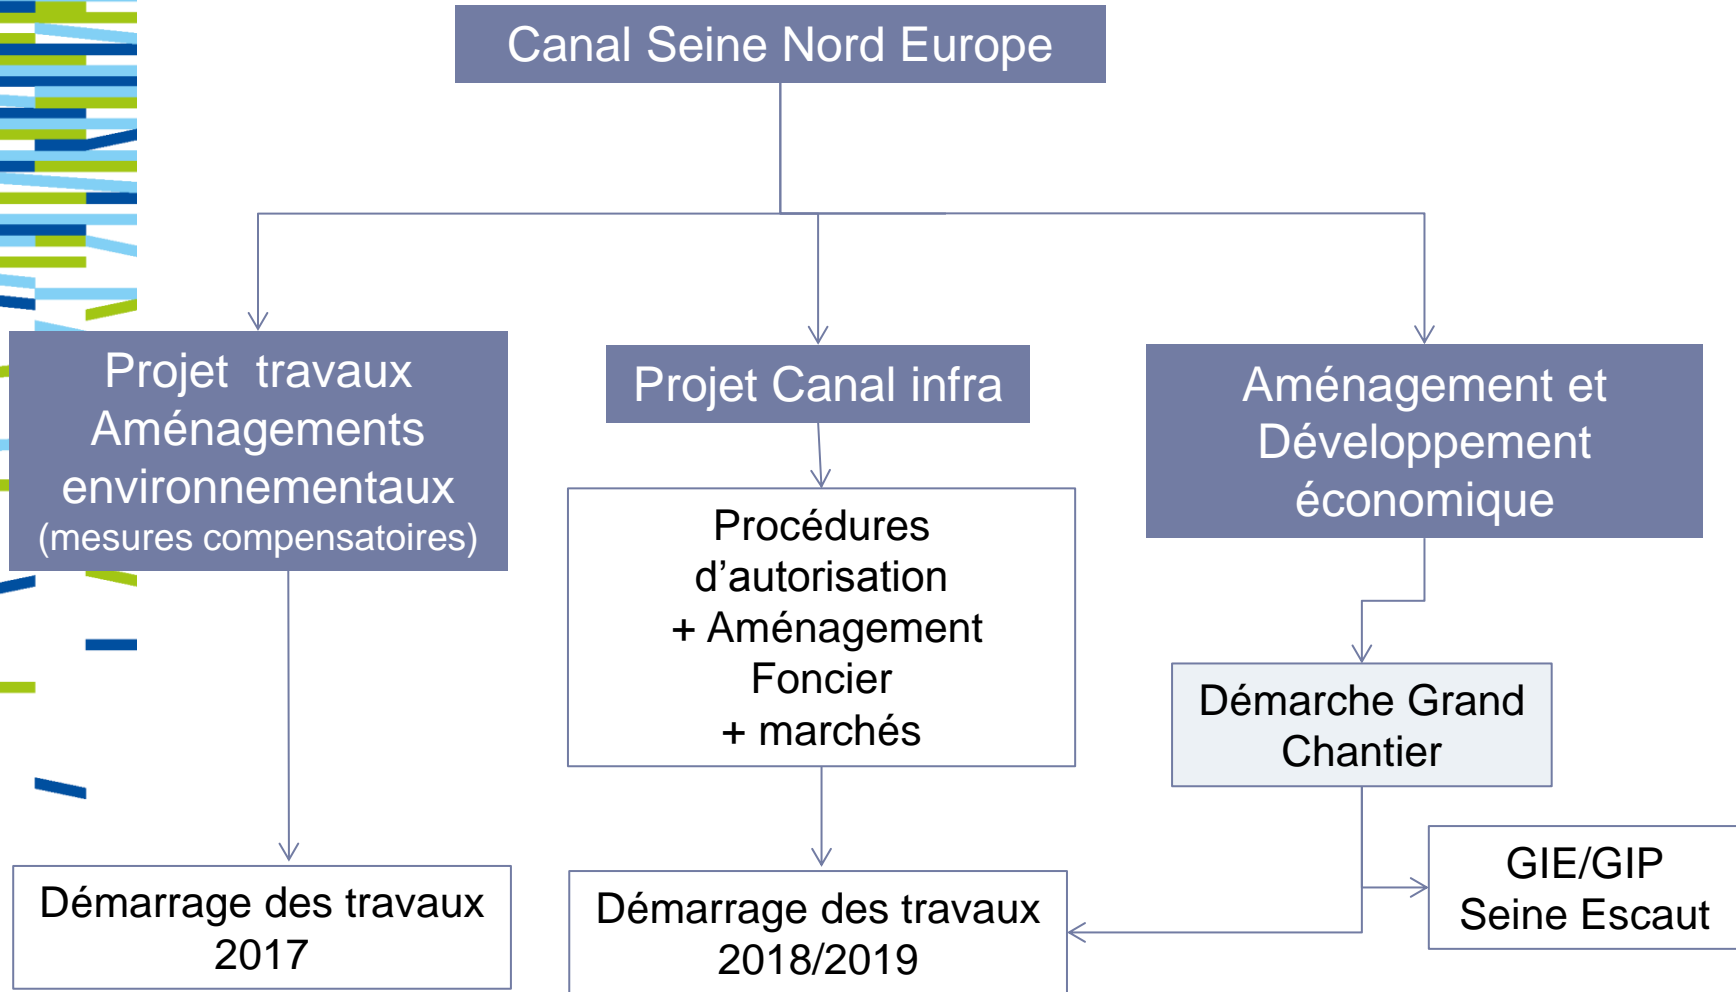 Canal Seine Nord Europe
Projet travaux
Aménagements
environnementaux
(mesures compensatoires)
Projet Canal infra
Aménagement et
Développement
économique
Procédures
d’autorisation
+ Aménagement
Foncier
+ marchés
Démarche Grand
Chantier
Démarrage des travaux
2017
Démarrage des travaux
2018/2019
GIE/GIP
Seine Escaut